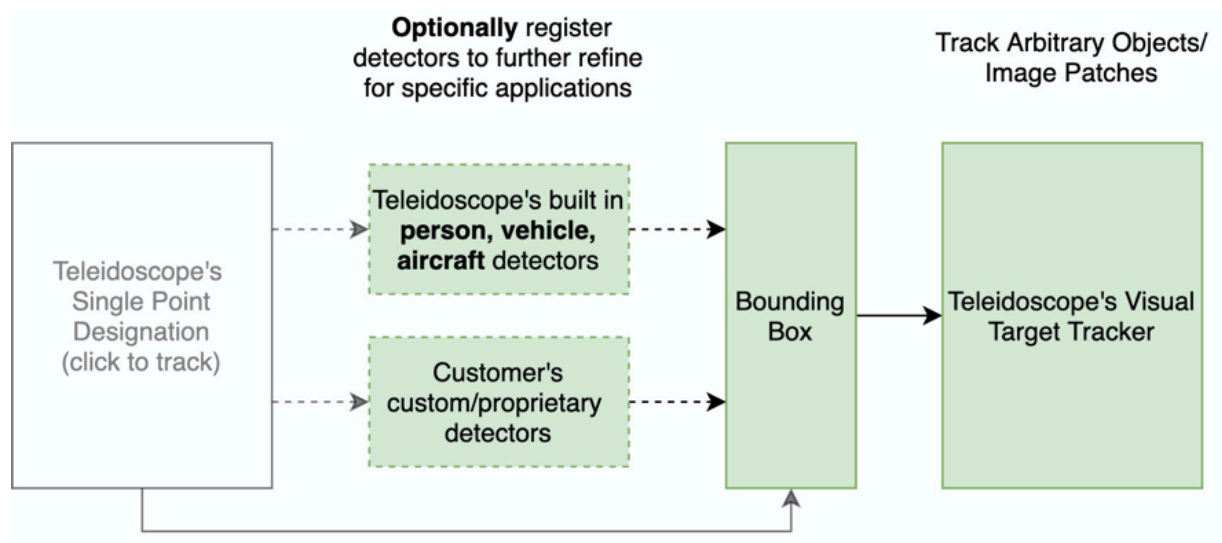 Optionally register
detectors to further refine
for specific applications
Track Arbitrary Objects/
Image Patches
Teleidoscope's
Single Point
Designation
(click to track)
Teleidoscope's built in
person, vehicle,
aircraft detectors
Customer's
custom/proprietary
detectors
Bounding
Box
Teleidoscope's Visual
Target Tracker